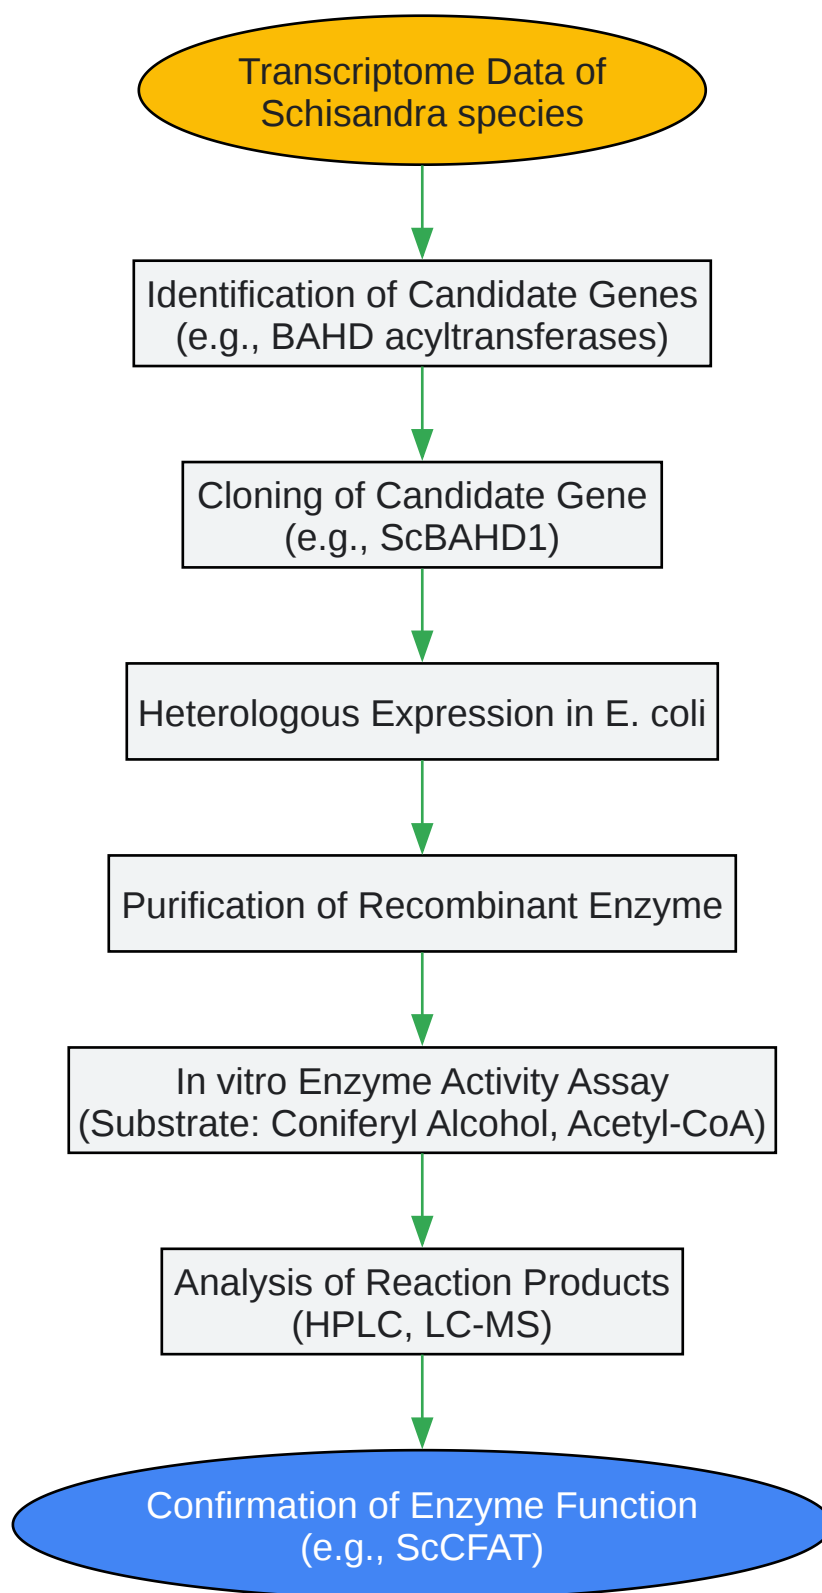 Transcriptome Data of
Schisandra species
Identification of Candidate Genes
(e.g., BAHD acyltransferases)
Cloning of Candidate Gene
(e.g., ScBAHD1)
Heterologous Expression in E. coli
Purification of Recombinant Enzyme
In vitro Enzyme Activity Assay
(Substrate: Coniferyl Alcohol, Acetyl-CoA)
Analysis of Reaction Products
(HPLC, LC-MS)
Confirmation of Enzyme Function
(e.g., ScCFAT)